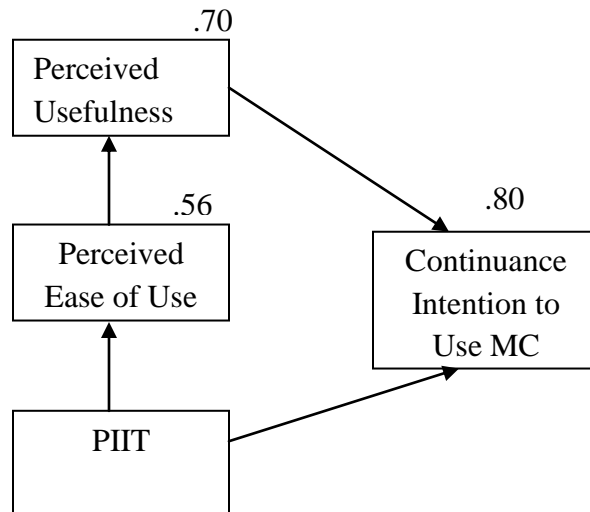 .70
Perceived
Usefulness
.56
Perceived
Ease of Use
.80
Continuance
Intention to
Use MC
PIIT